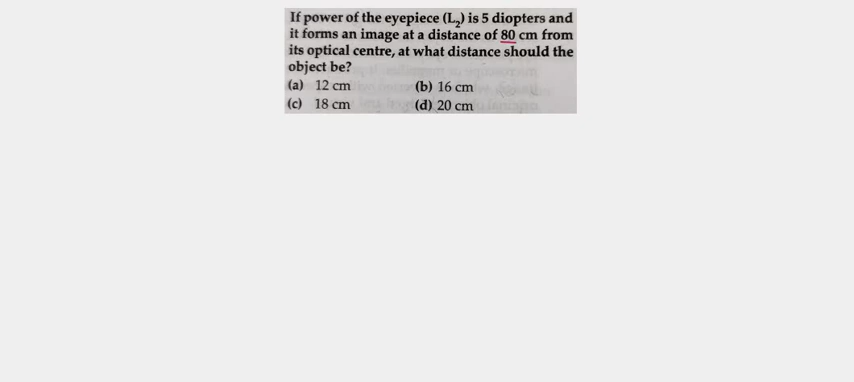 If power of the eyepiece (L₂) is 5 diopters and
it forms an image at a distance of 80 cm from
its optical centre, at what distance should the
object be?
(a) 12 cm (b) 16 cm
(c) 18 cm (d) 20 cm